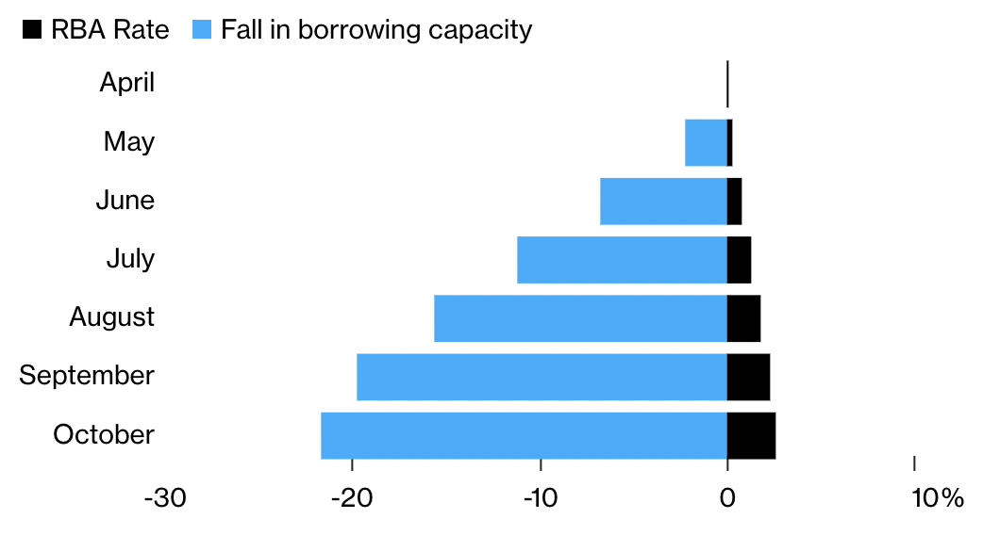 RBA Rate Fall in borrowing capacity
April
May
June
July
August
September
October
-30 -20 -10 0 10%